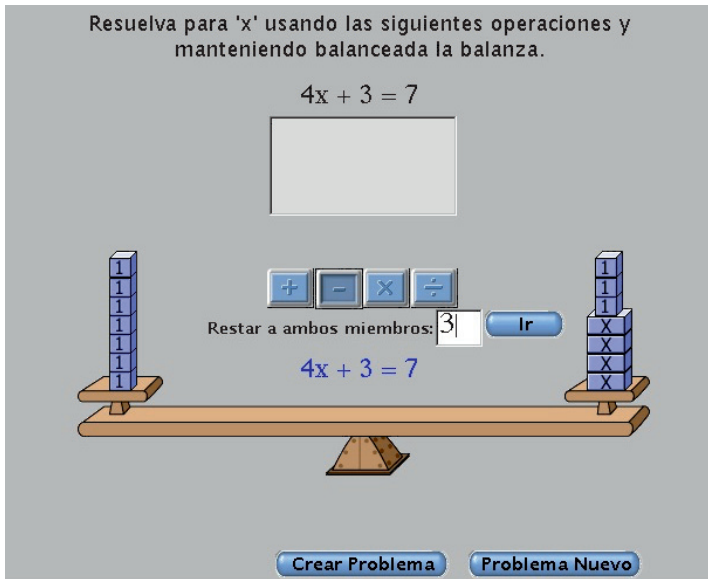 Resuelva para 'x' usando las siguientes operaciones y
manteniendo balanceada la balanza.
4x + 3 = 7
+ - × ÷
Restar a ambos miembros: 3 Ir
4x + 3 = 7
1
1
1
1
1
1
1
1
1
1
X
X
X
X
Crear Problema Problema Nuevo